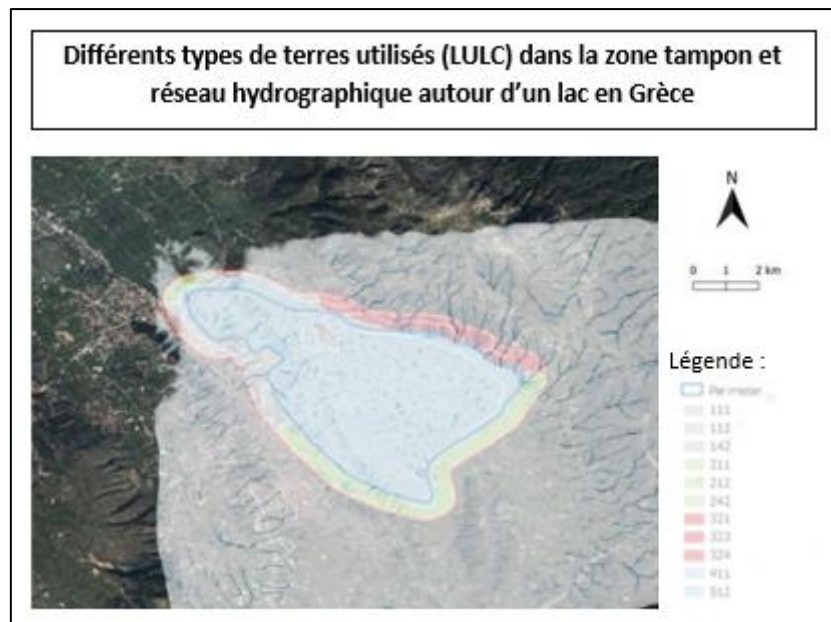 Différents types de terres utilisés (LULC) dans la zone tampon et
réseau hydrographique autour d'un lac en Grèce
N
0 1 2 km
Légende :
111
112
142
211
212
242
321
323
324
411
512